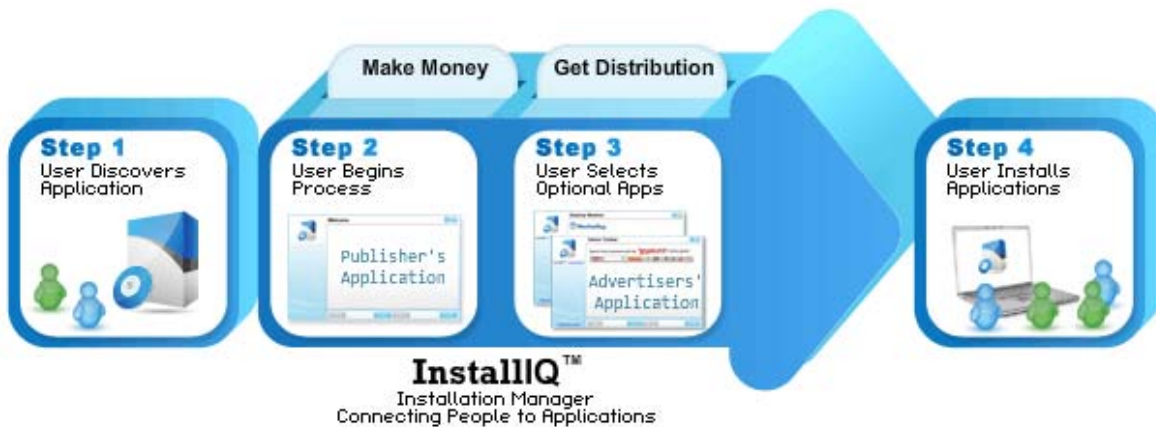 Make Money
Get Distribution
Step 1
User Discovers
Application
Step 2
User Begins
Process
Welcome
Publisher's
Application
Step 3
User Selects
Optional Apps
Advertisers'
Application
Step 4
User Installs
Applications
InstallIQ™
Installation Manager
Connecting People to Applications